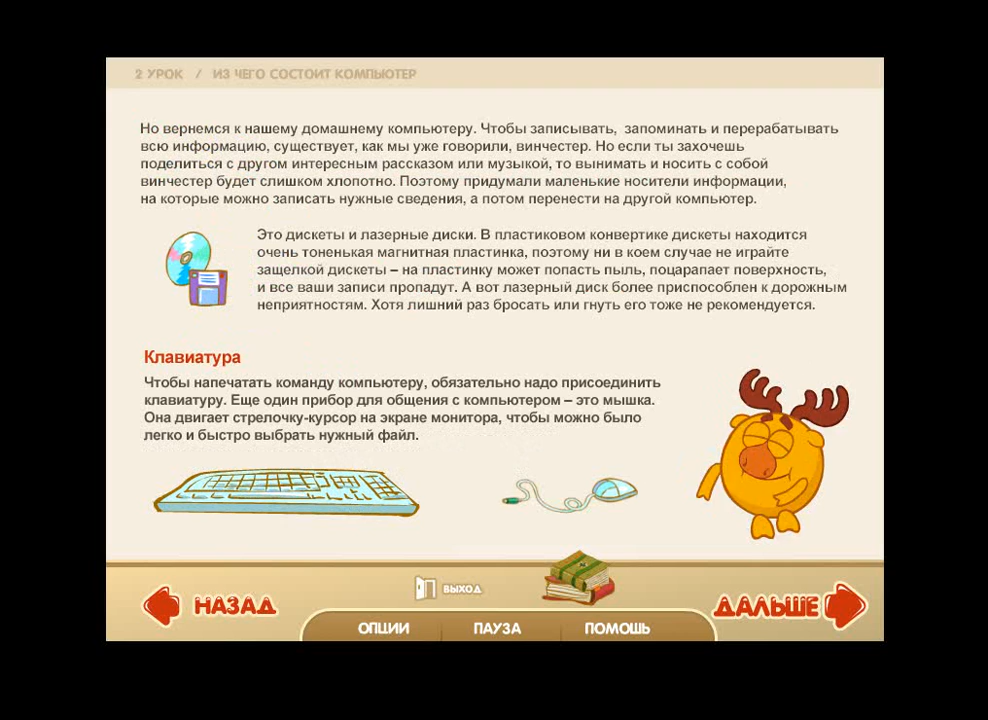 2 УРОК / ИЗ ЧЕГО СОСТОИТ КОМПЬЮТЕР
Но вернемся к нашему домашнему компьютеру. Чтобы записывать, запоминать и перерабатывать
всю информацию, существует, как мы уже говорили, винчестер. Но если ты захочешь
поделиться с другом интересным рассказом или музыкой, то вынимать и носить с собой
винчестер будет слишком хлопотно. Поэтому придумали маленькие носители информации,
на которые можно записать нужные сведения, а потом перенести на другой компьютер.
Это дискеты и лазерные диски. В пластиковом конвертике дискеты находится
очень тоненькая магнитная пластинка, поэтому ни в коем случае не играйте
защелкой дискеты – на пластинку может попасть пыль, поцарапает поверхность,
и все ваши записи пропадут. А вот лазерный диск более приспособлен к дорожным
неприятностям. Хотя лишний раз бросать или гнуть его тоже не рекомендуется.
Клавиатура
Чтобы напечатать команду компьютеру, обязательно надо присоединить
клавиатуру. Еще один прибор для общения с компьютером – это мышка.
Она двигает стрелочку-курсор на экране монитора, чтобы можно было
легко и быстро выбрать нужный файл.
ВЫХОД
НАЗАД
ДАЛЬШЕ
ОПЦИИ ПАУЗА ПОМОШЬ